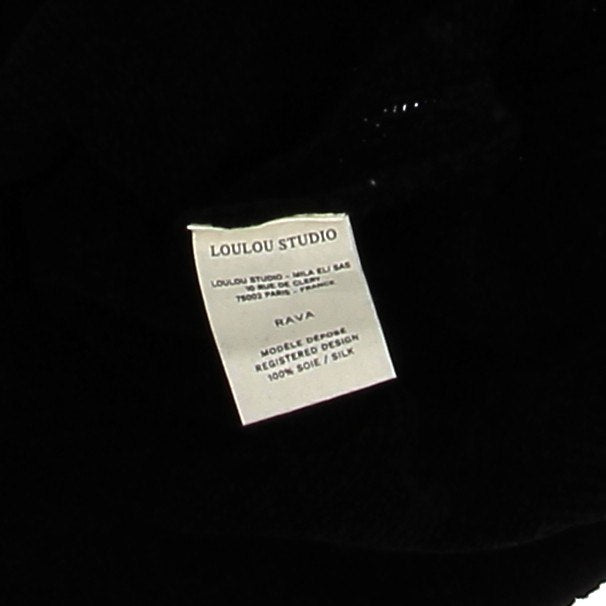 LOULOU STUDIO
LOULOU STUDIO - MILA ELI SAS
10 RUE DE CLERY
75002 PARIS - FRANCE
RAVA
MODÈLE DÉPOSÉ
REGISTERED DESIGN
100% SOIE / SILK